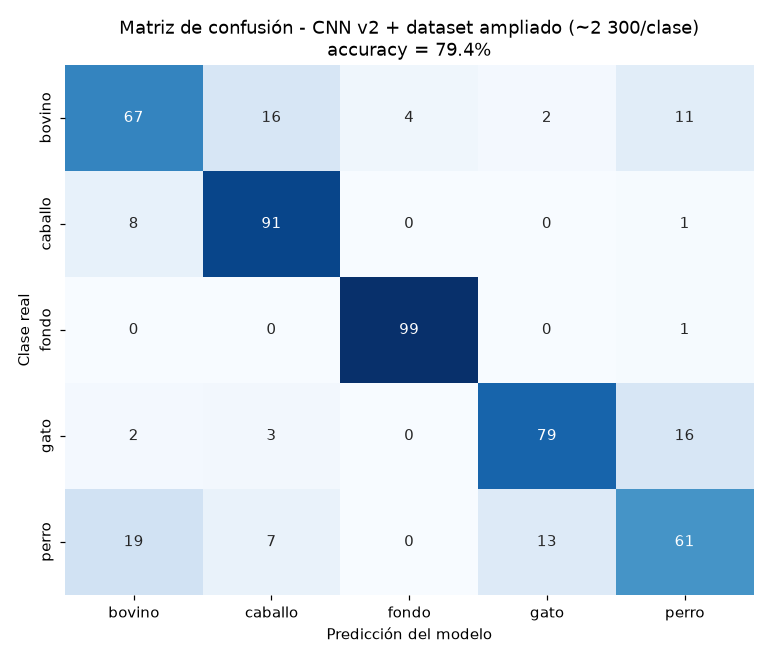 Matriz de confusión - CNN v2 + dataset ampliado (~2 300/clase)
accuracy = 79.4%
Clase real
bovino 67 16 4 2 11
caballo 8 91 0 0 1
fondo 0 0 99 0 1
gato 2 3 0 79 16
perro 19 7 0 13 61
bovino caballo fondo gato perro
Predicción del modelo